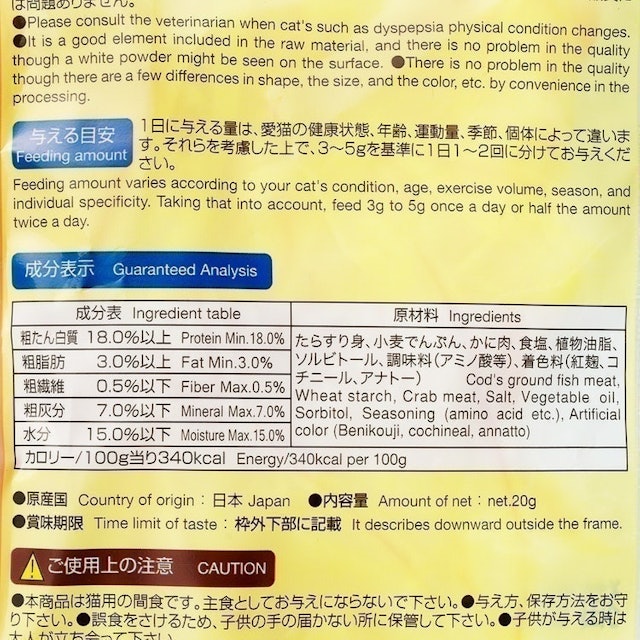 は問題ありません。
●Please consult the veterinarian when cat's such as dyspepsia physical condition changes.
●It is a good element included in the raw material, and there is no problem in the quality
though a white powder might be seen on the surface. ●There is no problem in the quality
though there are a few differences in shape, the size, and the color, etc. by convenience in the
processing.
与える目安
Feeding amount
1日に与える量は、愛猫の健康状態、年齢、運動量、季節、個体によって違いま
す。それらを考慮した上で、3〜5gを基準に1日1〜2回に分けてお与えくだ
さい。
Feeding amount varies according to your cat's condition, age, exercise volume, season, and
individual specificity. Taking that into account, feed 3g to 5g once a day or half the amount
twice a day.
成分表示 Guaranteed Analysis
成分表 Ingredient table
粗たん白質 18.0%以上 Protein Min.18.0%
粗脂肪 3.0%以上 Fat Min.3.0%
粗繊維 0.5%以下 Fiber Max.0.5%
粗灰分 7.0%以下 Mineral Max.7.0%
水分 15.0%以下 Moisture Max.15.0%
原材料 Ingredients
たらすり身、小麦でんぷん、かに肉、食塩、植物油脂、
ソルビトール、調味料(アミノ酸等)、着色料(紅麹、コ
チニール、アナトー) Cod's ground fish meat,
Wheat starch, Crab meat, Salt, Vegetable oil,
Sorbitol, Seasoning (amino acid etc.), Artificial
color (Benikouji, cochineal, annatto)
カロリー/100g当り340kcal Energy/340kcal per 100g
●原産国 Country of origin : 日本 Japan ●内容量 Amount of net : net.20g
●賞味期限 Time limit of taste : 枠外下部に記載 It describes downward outside the frame.
ご使用上の注意 CAUTION
●本商品は猫用の間食です。主食としてお与えにならないで下さい。●与え方、保存方法をお守
り下さい。●誤食をさけるため、子供の手の届かない所に保管して下さい。●子供が与える時は
大人が立ち会って下さい。